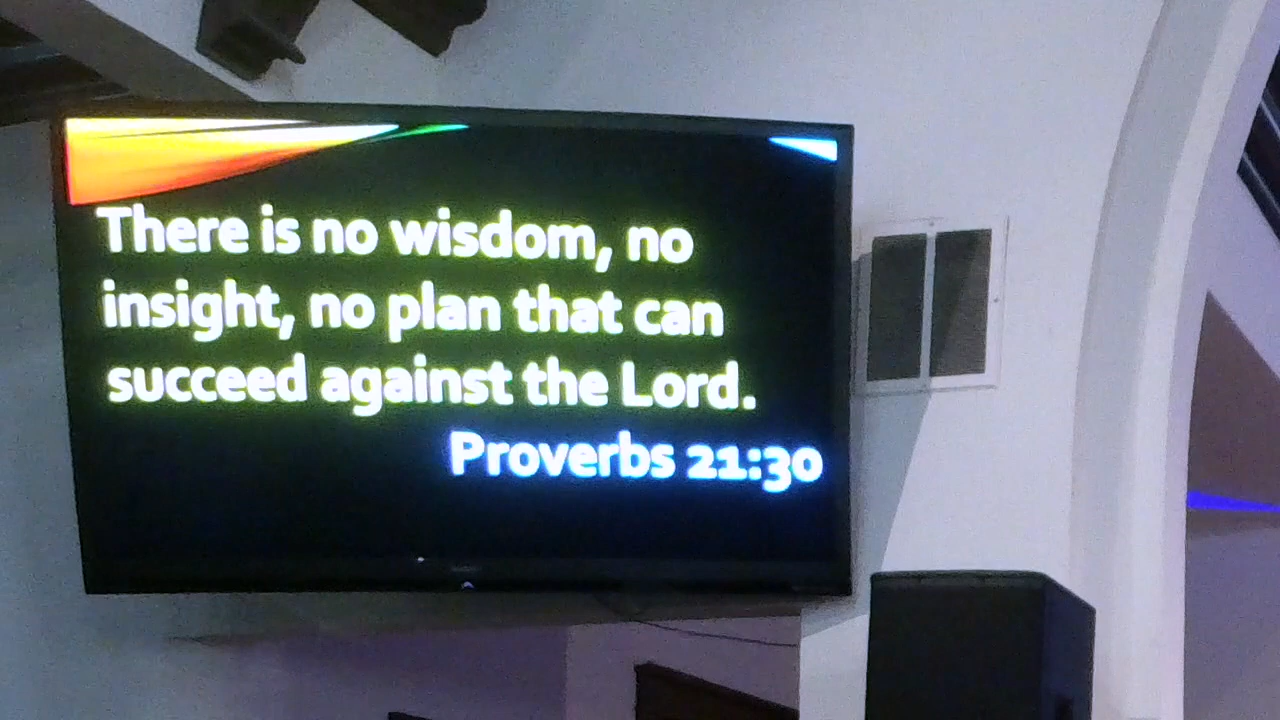 There is no wisdom, no
insight, no plan that can
succeed against the Lord.
Proverbs 21:30